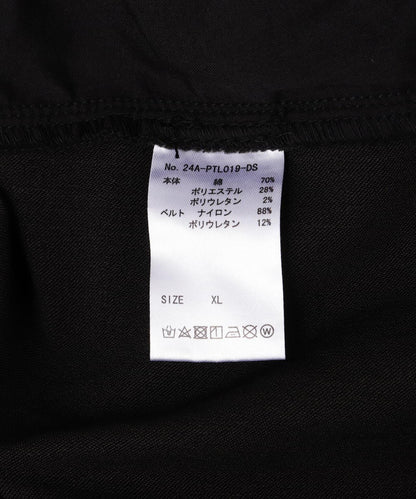 No. 24A-PTL019-DS
本体 綿 70%
ポリエステル 28%
ポリウレタン 2%
ベルト ナイロン 88%
ポリウレタン 12%
SIZE XL